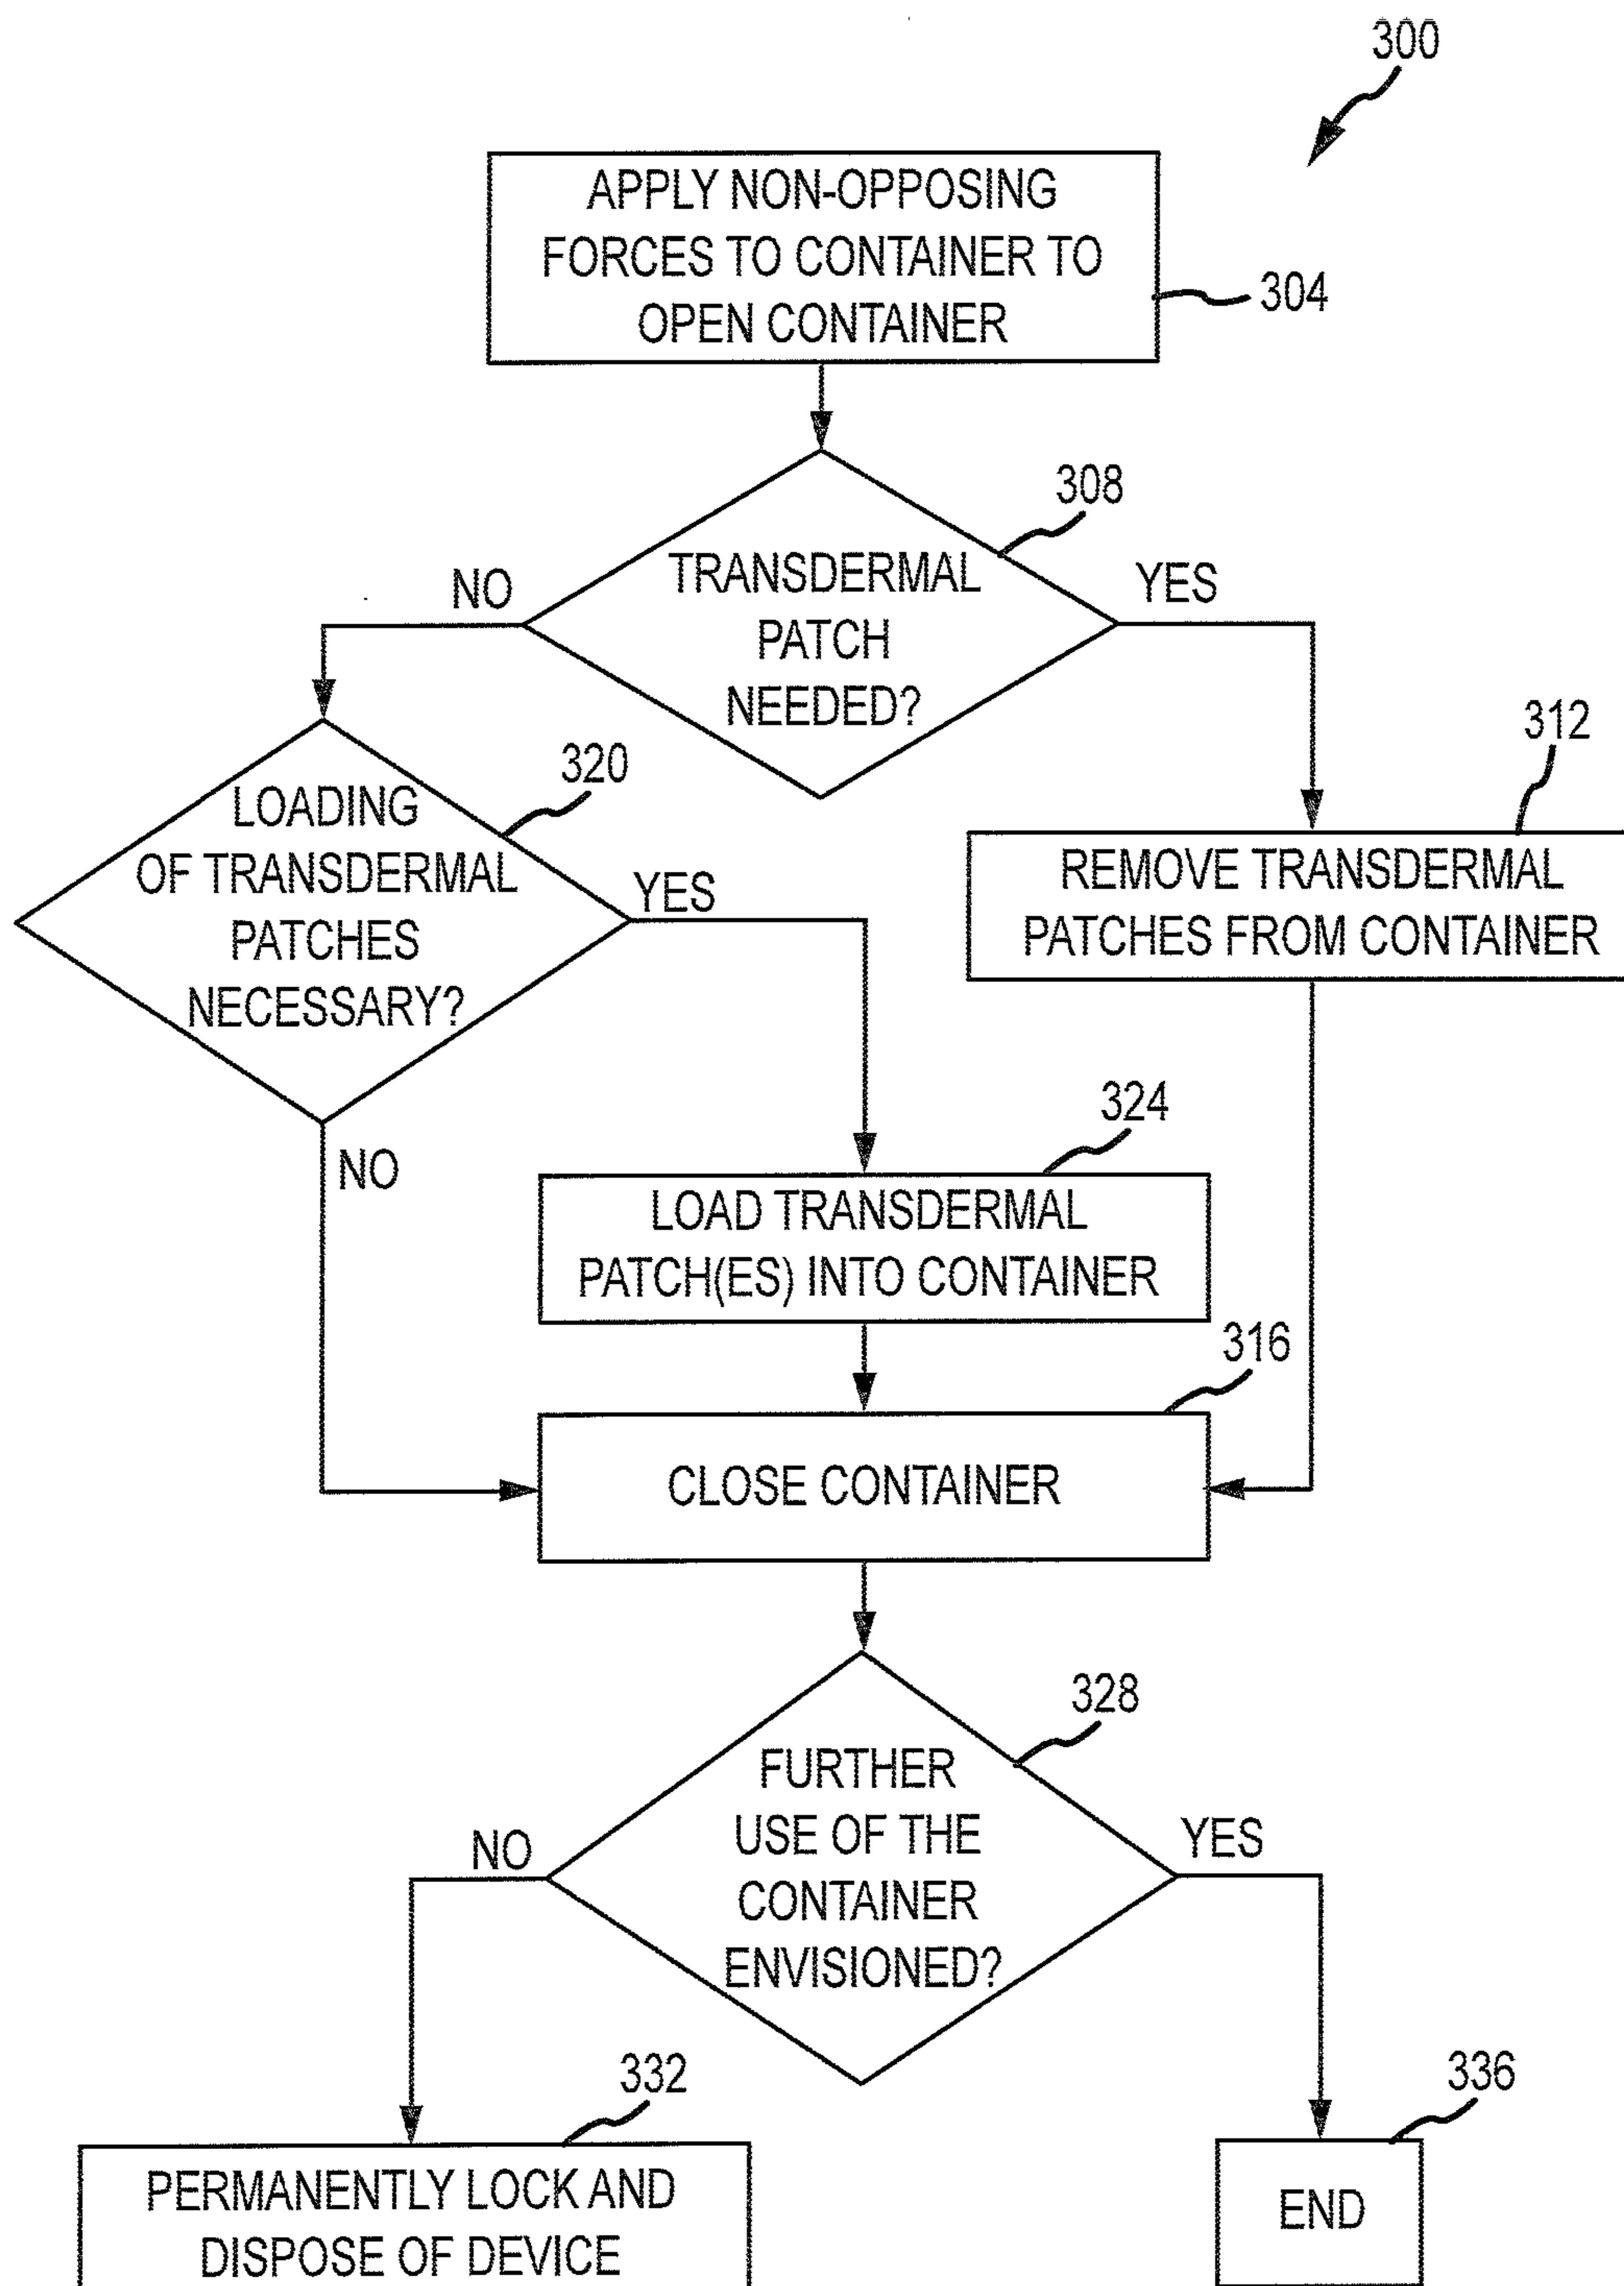 300
APPLY NON-OPPOSING
FORCES TO CONTAINER TO
OPEN CONTAINER
304
308
TRANSDERMAL
PATCH
NEEDED?
NO
YES
320
LOADING
OF TRANSDERMAL
PATCHES
NECESSARY?
YES
NO
312
REMOVE TRANSDERMAL
PATCHES FROM CONTAINER
324
LOAD TRANSDERMAL
PATCH(ES) INTO CONTAINER
316
CLOSE CONTAINER
328
FURTHER
USE OF THE
CONTAINER
ENVISIONED?
NO
YES
332
PERMANENTLY LOCK AND
DISPOSE OF DEVICE
336
END